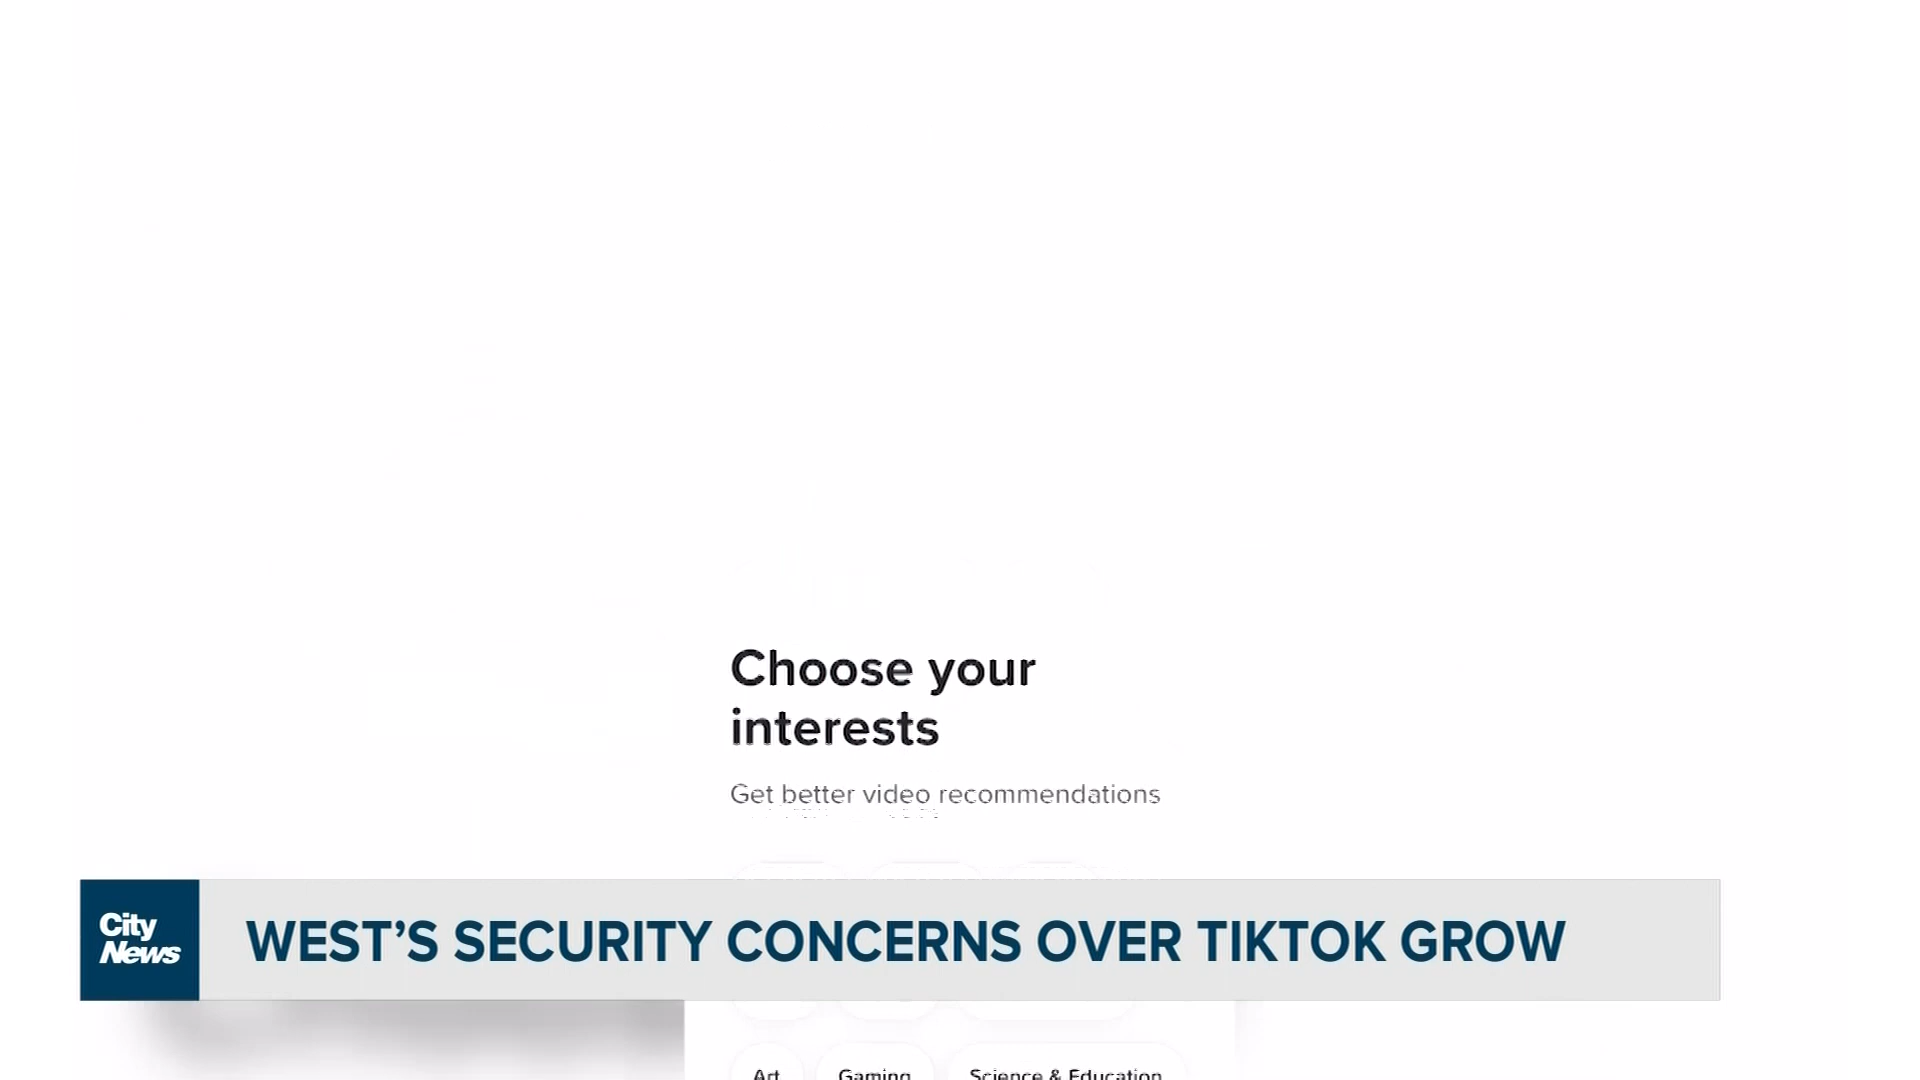 Choose your
interests
Get better video recommendations
City
News
WEST’S SECURITY CONCERNS OVER TIKTOK GROW
Art
Gaming
Science & Education